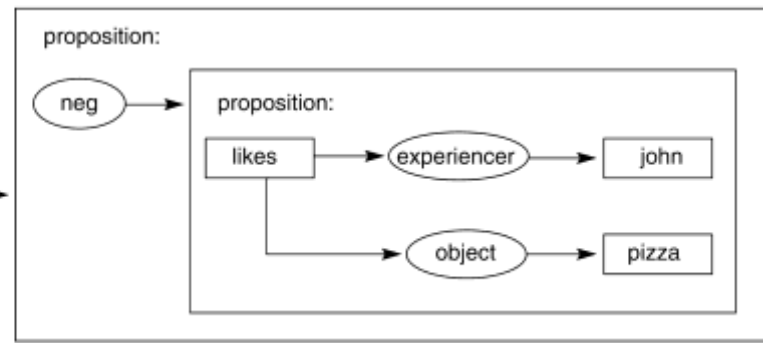 proposition:
neg
proposition:
likes experiencer john
object pizza